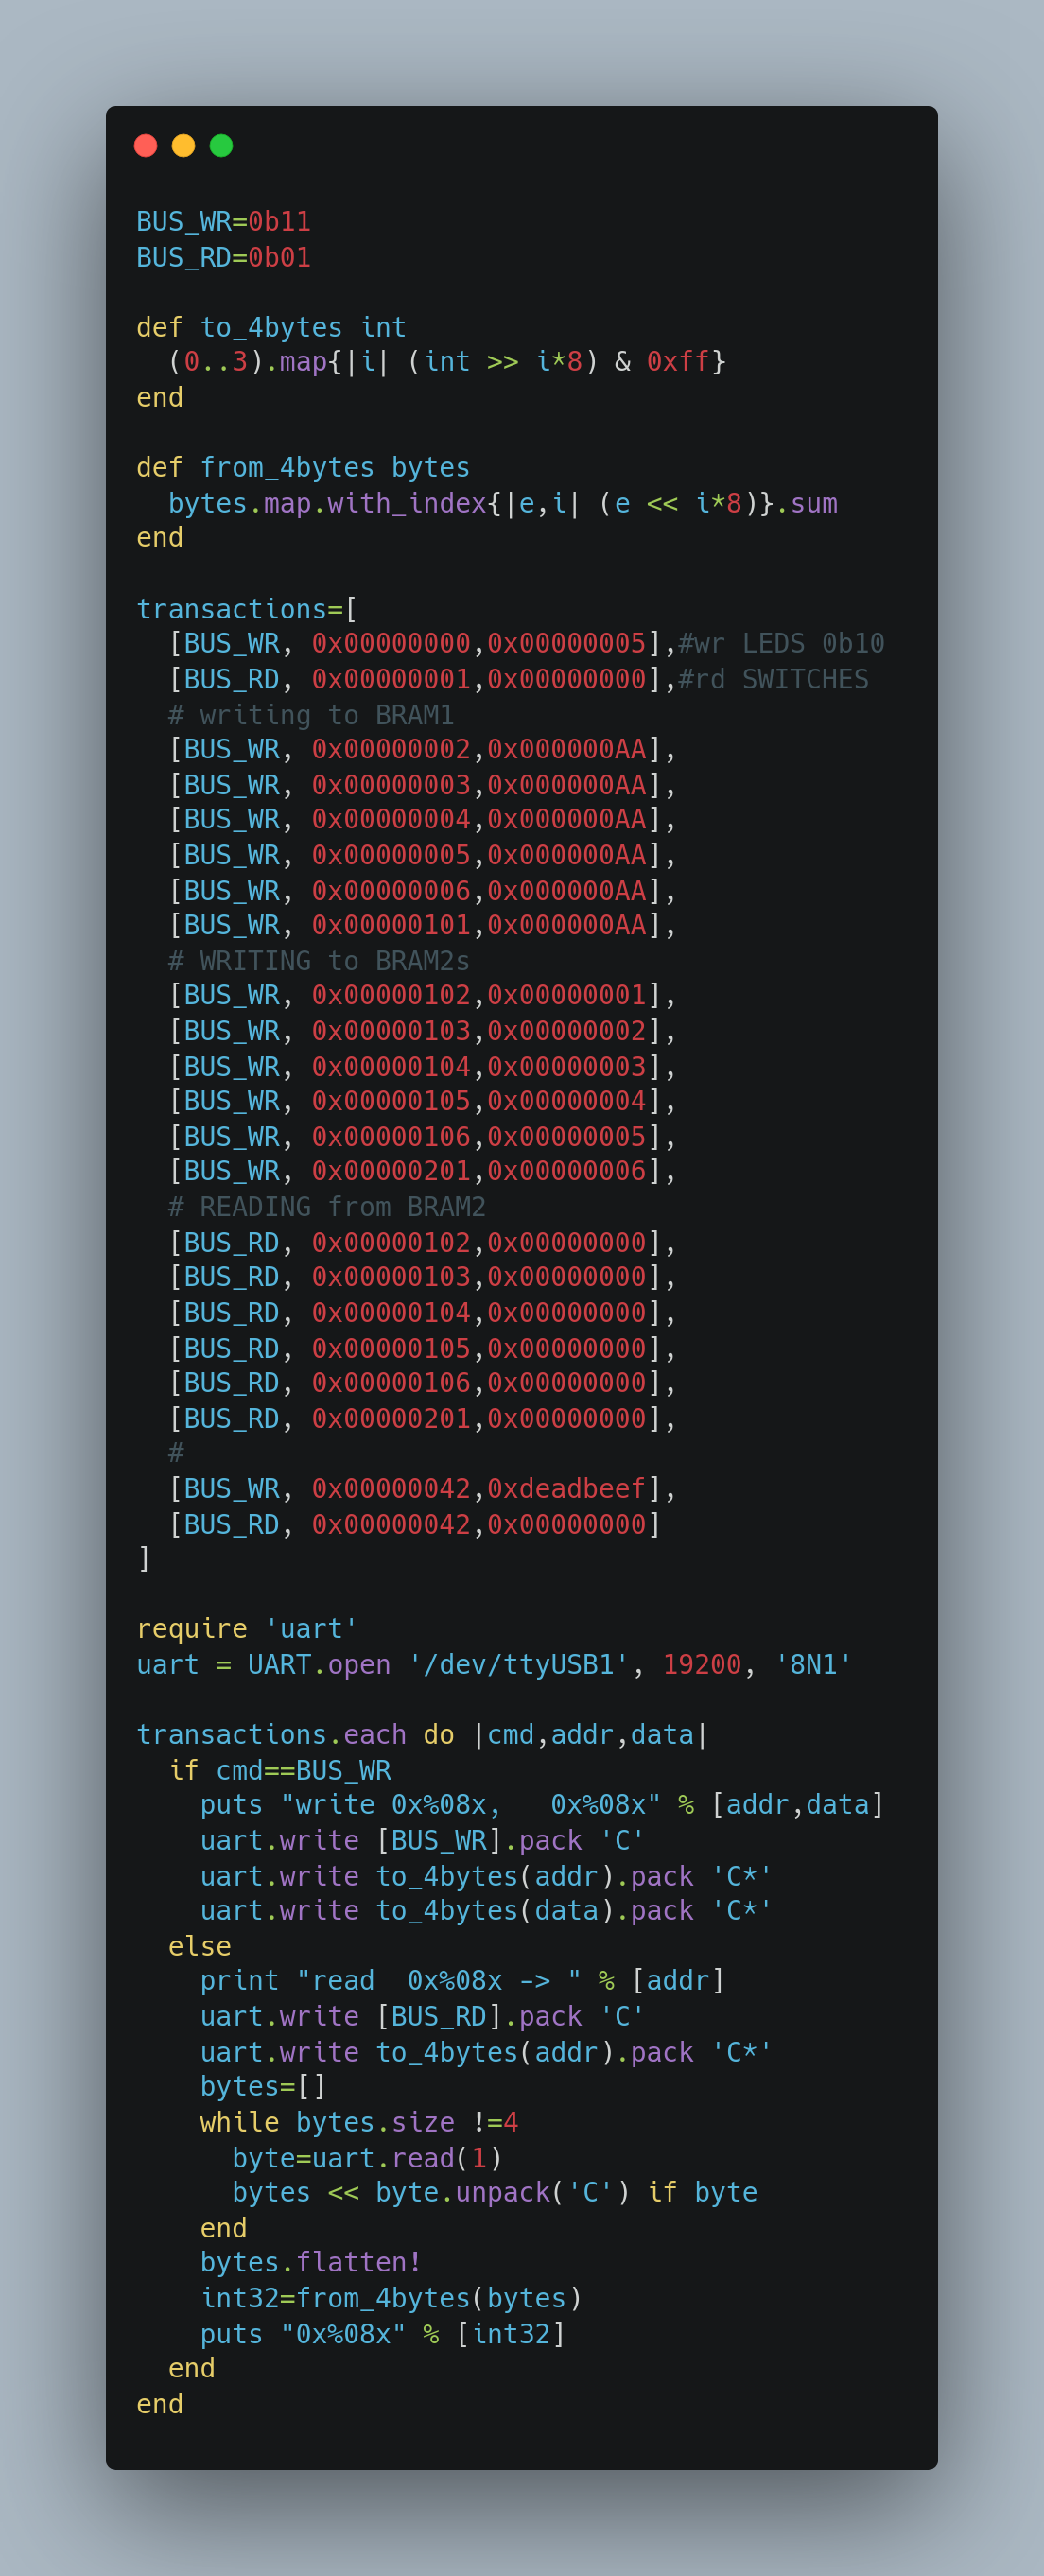 BUS_WR=0b11
BUS_RD=0b01

def to_4bytes int
  (0..3).map{|i| (int >> i*8) & 0xff}
end

def from_4bytes bytes
  bytes.map.with_index{|e,i| (e << i*8)}.sum
end

transactions=[
  [BUS_WR, 0x00000000,0x00000005],#wr LEDS 0b10
  [BUS_RD, 0x00000001,0x00000000],#rd SWITCHES
  # writing to BRAM1
  [BUS_WR, 0x00000002,0x000000AA],
  [BUS_WR, 0x00000003,0x000000AA],
  [BUS_WR, 0x00000004,0x000000AA],
  [BUS_WR, 0x00000005,0x000000AA],
  [BUS_WR, 0x00000006,0x000000AA],
  [BUS_WR, 0x00000101,0x000000AA],
  # WRITING to BRAM2s
  [BUS_WR, 0x00000102,0x00000001],
  [BUS_WR, 0x00000103,0x00000002],
  [BUS_WR, 0x00000104,0x00000003],
  [BUS_WR, 0x00000105,0x00000004],
  [BUS_WR, 0x00000106,0x00000005],
  [BUS_WR, 0x00000201,0x00000006],
  # READING from BRAM2
  [BUS_RD, 0x00000102,0x00000000],
  [BUS_RD, 0x00000103,0x00000000],
  [BUS_RD, 0x00000104,0x00000000],
  [BUS_RD, 0x00000105,0x00000000],
  [BUS_RD, 0x00000106,0x00000000],
  [BUS_RD, 0x00000201,0x00000000],
  #
  [BUS_WR, 0x00000042,0xdeadbeef],
  [BUS_RD, 0x00000042,0x00000000]
]

require 'uart'
uart = UART.open '/dev/ttyUSB1', 19200, '8N1'

transactions.each do |cmd,addr,data|
  if cmd==BUS_WR
    puts "write 0x%08x,   0x%08x" % [addr,data]
    uart.write [BUS_WR].pack 'C'
    uart.write to_4bytes(addr).pack 'C*'
    uart.write to_4bytes(data).pack 'C*'
  else
    print "read  0x%08x -> " % [addr]
    uart.write [BUS_RD].pack 'C'
    uart.write to_4bytes(addr).pack 'C*'
    bytes=[]
    while bytes.size !=4
      byte=uart.read(1)
      bytes << byte.unpack('C') if byte
    end
    bytes.flatten!
    int32=from_4bytes(bytes)
    puts "0x%08x" % [int32]
  end
end